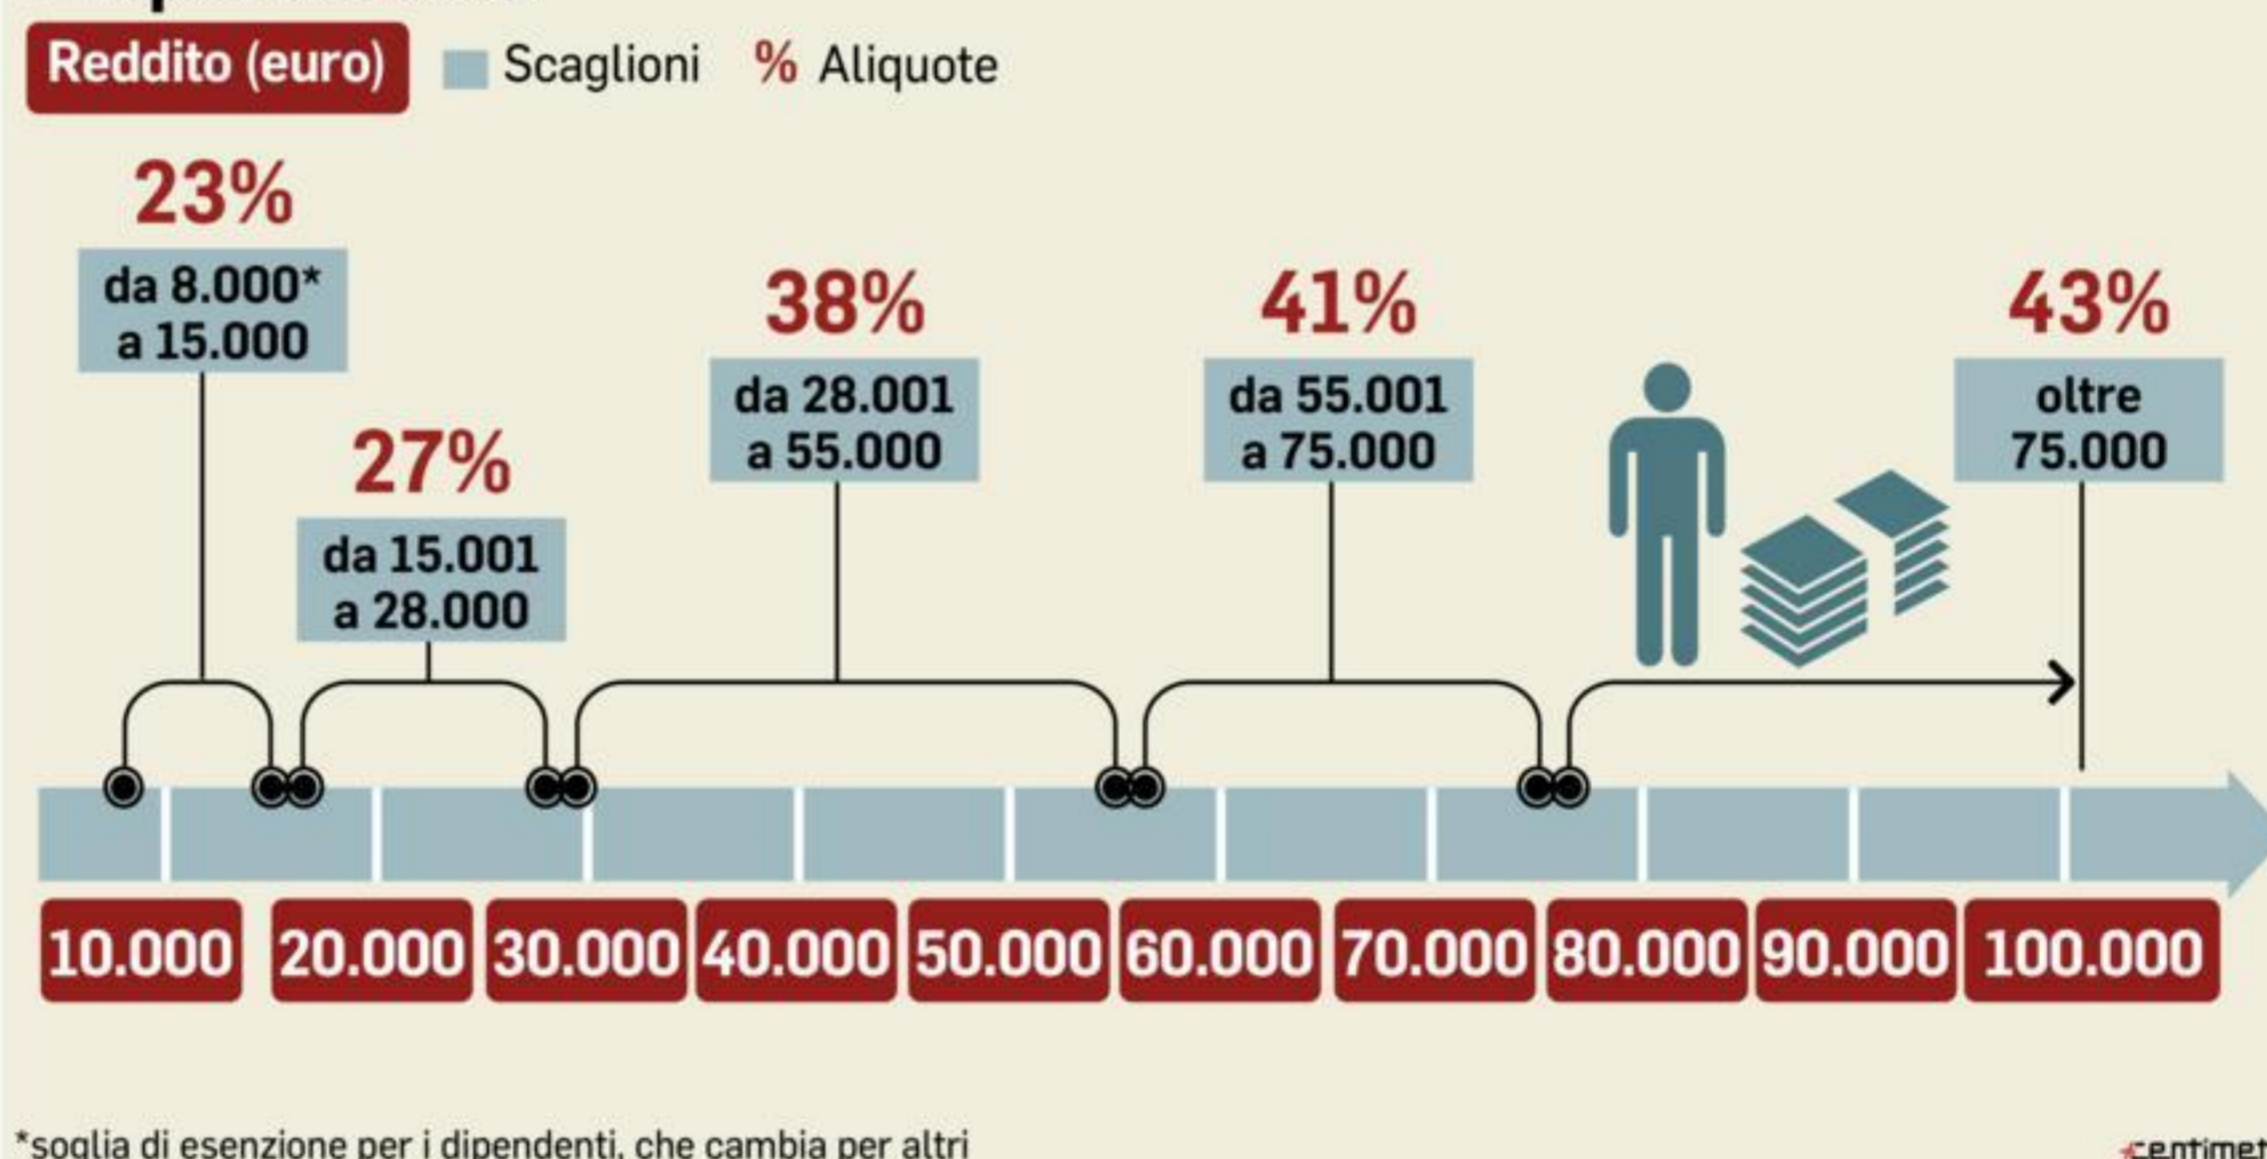 Reddito (euro)
Scaglioni
% Aliquote
23%
da 8.000*
a 15.000
27%
da 15.001
a 28.000
38%
da 28.001
a 55.000
41%
da 55.001
a 75.000
43%
oltre
75.000
10.000
20.000
30.000
40.000
50.000
60.000
70.000
80.000
90.000
100.000
*soglia di esenzione per i dipendenti, che cambia per altri
centimet